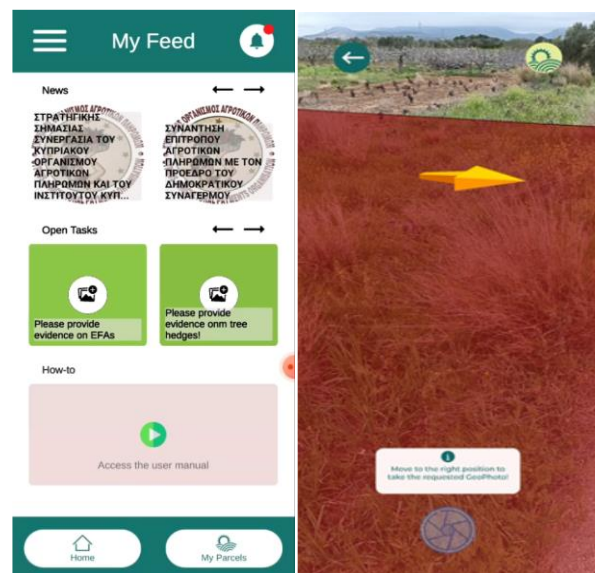 My Feed
News
ΣΤΡΑΤΗΓΙΚΗΣ
ΣΗΜΑΣΙΑΣ
ΣΥΝΕΡΓΑΣΙΑ ΤΟΥ
ΚΥΠΡΙΑΚΟΥ
ΟΡΓΑΝΙΣΜΟΥ
ΑΓΡΟΤΙΚΩΝ
ΠΛΗΡΩΜΩΝ ΚΑΙ ΤΟΥ
ΙΝΣΤΙΤΟΥΤΟΥ ΚΥΠ...
ΣΥΝΑΝΤΗΣΗ
ΕΠΙΤΡΟΠΟΥ
ΑΓΡΟΤΙΚΩΝ
ΠΛΗΡΩΜΩΝ ΜΕ ΤΟΝ
ΠΡΟΕΔΡΟ ΤΟΥ
ΔΗΜΟΚΡΑΤΙΚΟΥ
ΣΥΝΑΓΕΡΜΟΥ
Open Tasks
Please provide
evidence on EFAs
Please provide
evidence onm tree
hedges!
How-to
Access the user manual
Home
My Parcels
Move to the right position to
take the requested GeoPhoto!